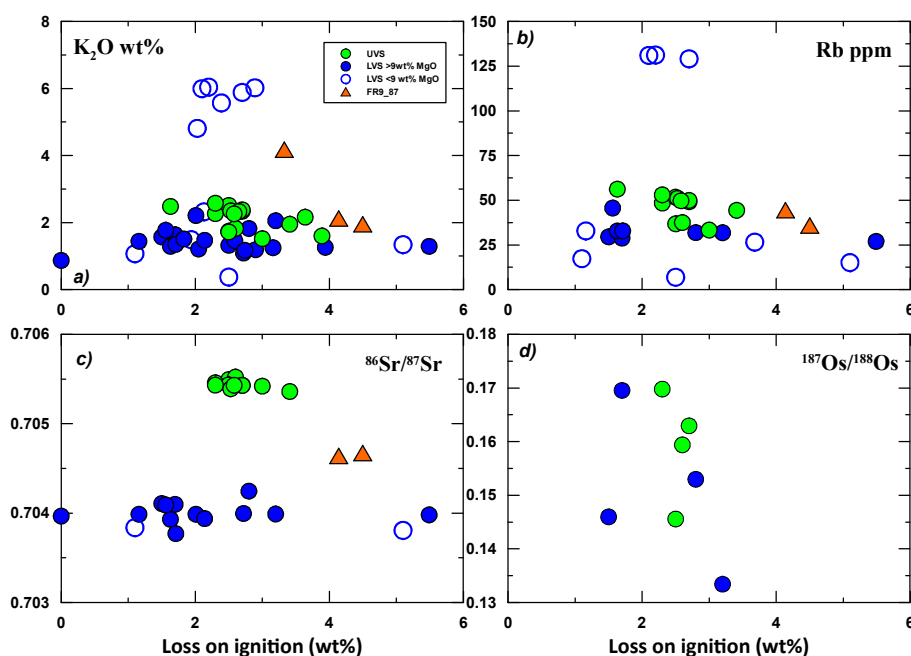 a)
K₂O wt%
UVS
LVS >9wt% MgO
LVS <9 wt% MgO
FR9_87
8
6
4
2
0
0 2 4 6
b)
Rb ppm
150
125
100
75
50
25
0
0 2 4 6
c)
⁸⁶Sr/⁸⁷Sr
0.706
0.705
0.704
0.703
0 2 4 6
Loss on ignition (wt%)
d)
¹⁸⁷Os/¹⁸⁸Os
0.18
0.17
0.16
0.15
0.14
0.13
0 2 4 6
Loss on ignition (wt%)